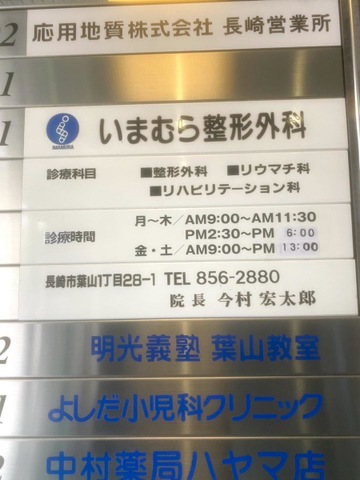 2 応用地質株式会社 長崎営業所
1
1 IMAMURA いまむら整形外科
診療科目 ■整形外科 ■リウマチ科
■リハビリテーション科
月〜木/AM9:00〜AM11:30
診療時間 PM2:30〜PM 6:00
金・土/AM9:00〜PM 13:00
長崎市葉山1丁目28-1 TEL 856-2880
院長 今村 宏太郎
2 明光義塾 葉山教室
1 よしだ小児科クリニック
2 中村薬局ハヤマ店